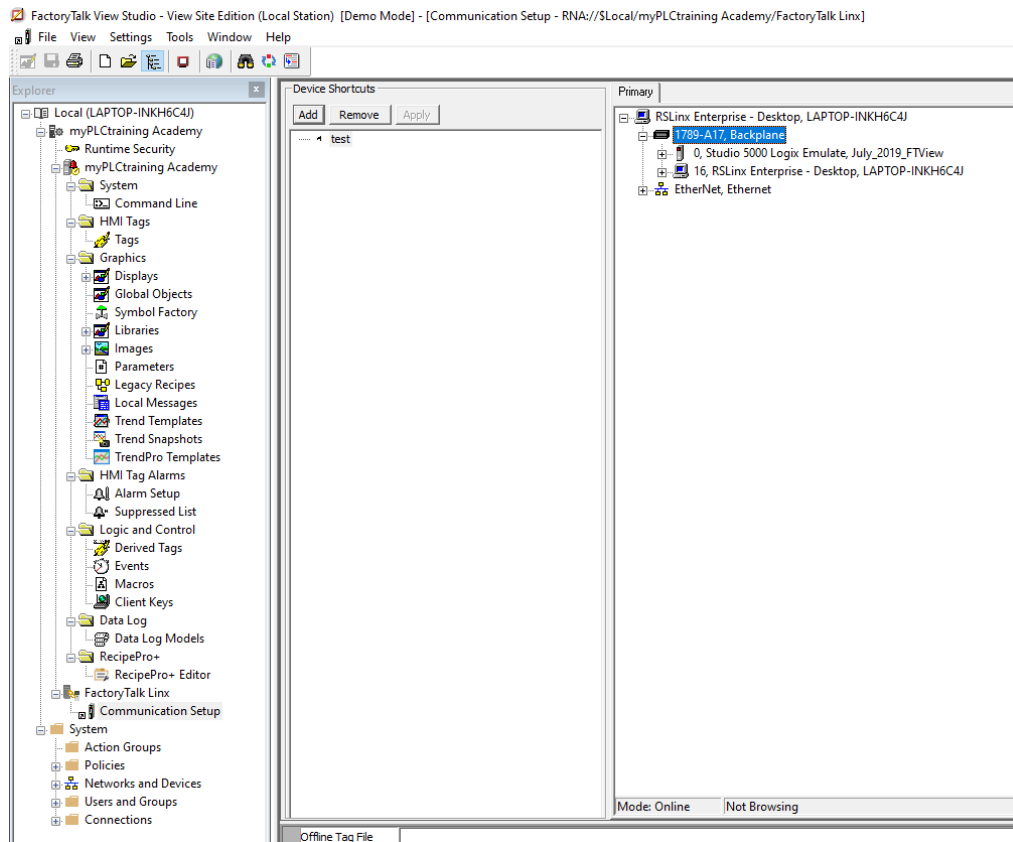 FactoryTalk View Studio - View Site Edition (Local Station) [Demo Mode] - [Communication Setup - RNA://$Local/myPLCtraining Academy/FactoryTalk Linx]
File View Settings Tools Window Help
Explorer
Local (LAPTOP-INKH6C4J)
myPLCtraining Academy
Runtime Security
myPLCtraining Academy
System
Command Line
HMI Tags
Tags
Graphics
Displays
Global Objects
Symbol Factory
Libraries
Images
Parameters
Legacy Recipes
Local Messages
Trend Templates
Trend Snapshots
TrendPro Templates
HMI Tag Alarms
Alarm Setup
Suppressed List
Logic and Control
Derived Tags
Events
Macros
Client Keys
Data Log
Data Log Models
RecipePro+
RecipePro+ Editor
FactoryTalk Linx
Communication Setup
System
Action Groups
Policies
Networks and Devices
Users and Groups
Connections
Device Shortcuts
Add Remove Apply
test
Primary
RSLinx Enterprise - Desktop, LAPTOP-INKH6C4J
1789-A17, Backplane
0, Studio 5000 Logix Emulate, July_2019_FTView
16, RSLinx Enterprise - Desktop, LAPTOP-INKH6C4J
EtherNet, Ethernet
Mode: Online Not Browsing
Offline Tag File